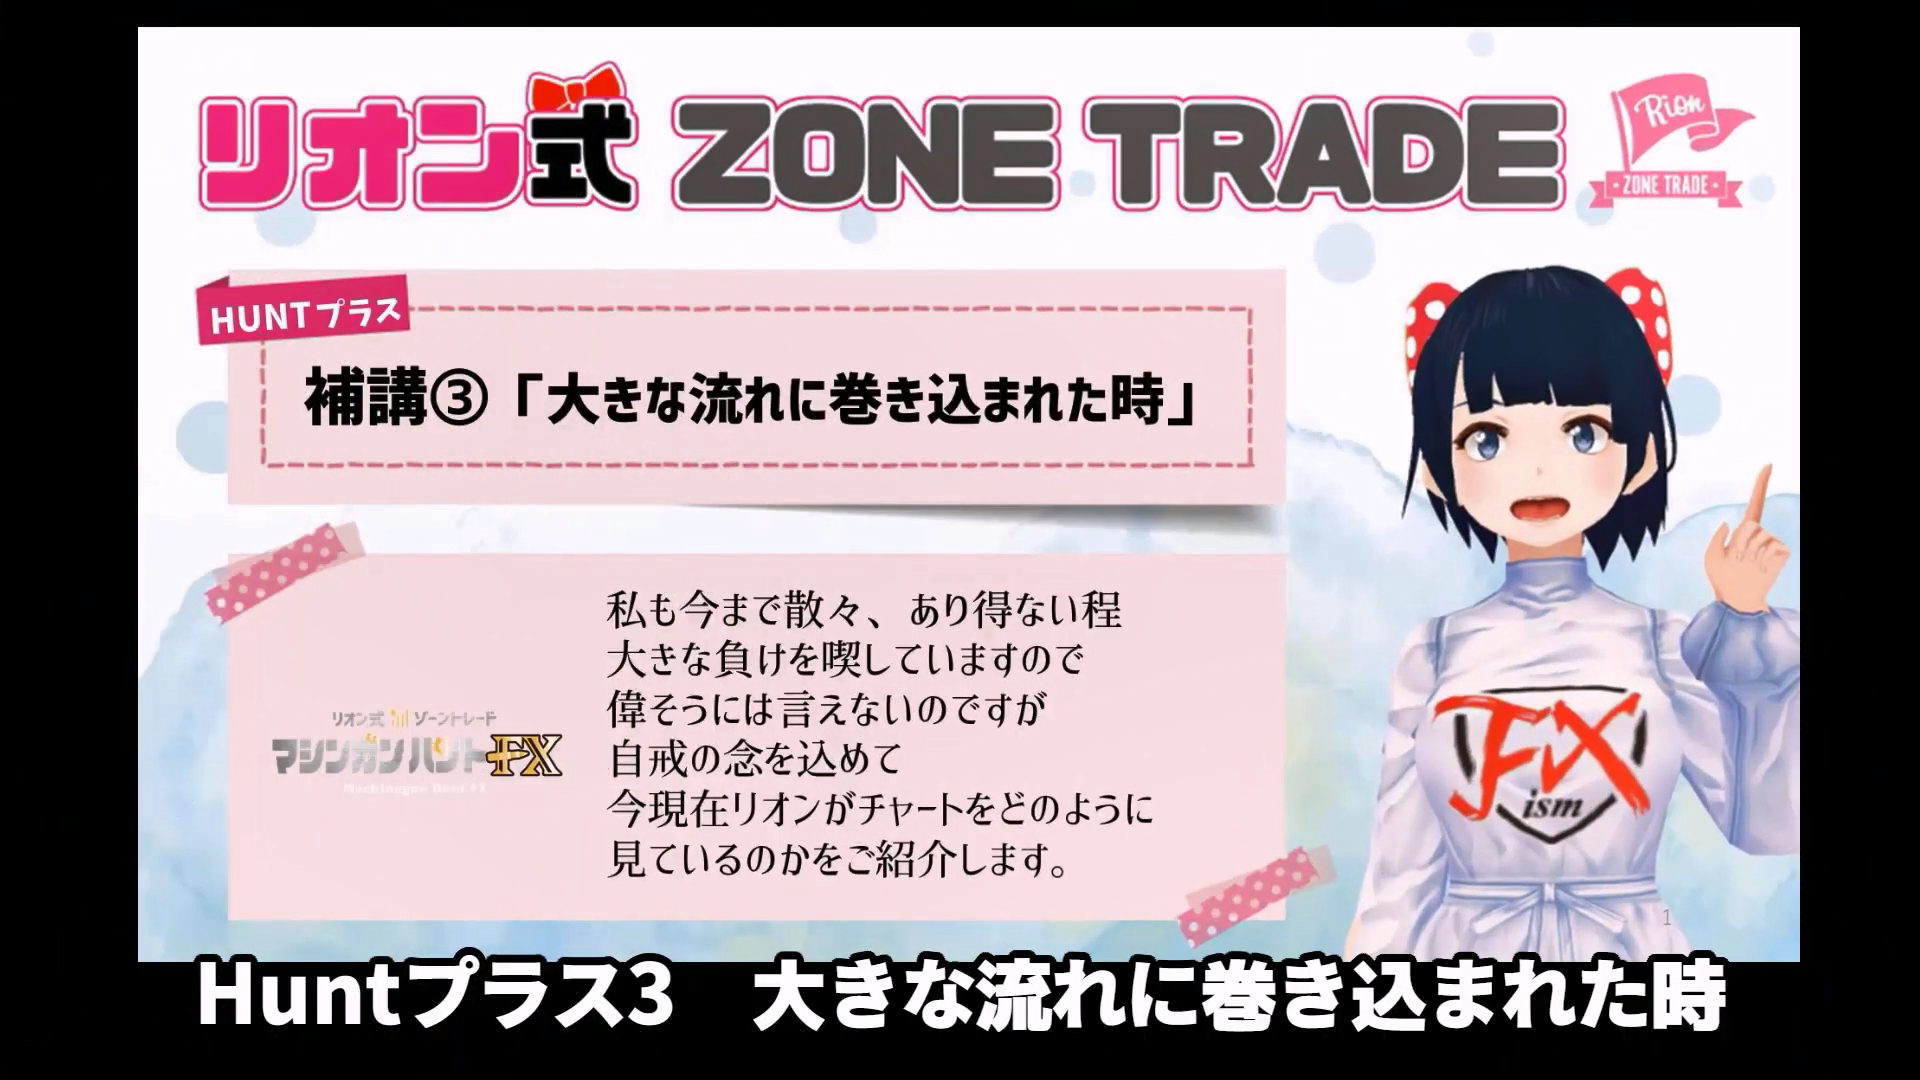 リオン式 ZONE TRADE
Rion
ZONE TRADE
HUNTプラス
補講③「大きな流れに巻き込まれた時」
私も今まで散々、あり得ない程
大きな負けを喫していますので
偉そうには言えないのですが
自戒の念を込めて
今現在リオンがチャートをどのように
見ているのかをご紹介します。
リオン式 ゾーントレード
マシンガンハントFX
Machinegun Hunt FX
FX
ism
1
Huntプラス3　大きな流れに巻き込まれた時